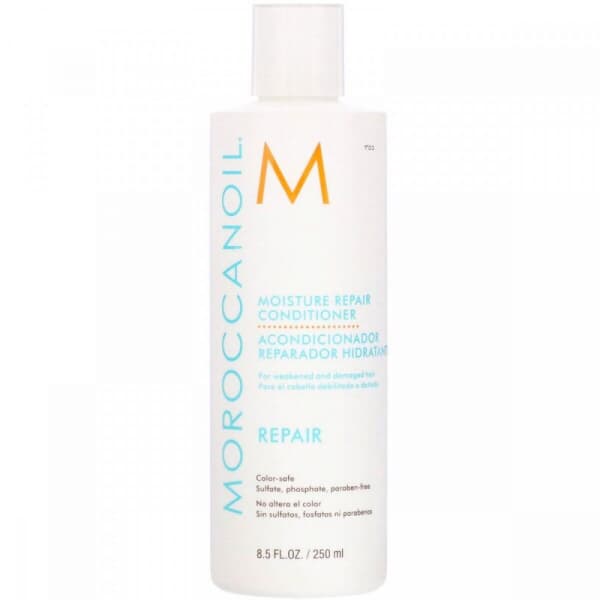 MOROCCANOIL.
M
MOISTURE REPAIR
CONDITIONER
ACONDICIONADOR
REPARADOR HIDRATANT
For weakened and damaged hair
Para el cabello debilitado o
REPAIR
Color-safe
Sulfate, phosphate, paraben-free
No altera el color
Sin sulfatos, fosfatos ni parabenos
8.5 FL.OZ. / 250 ml